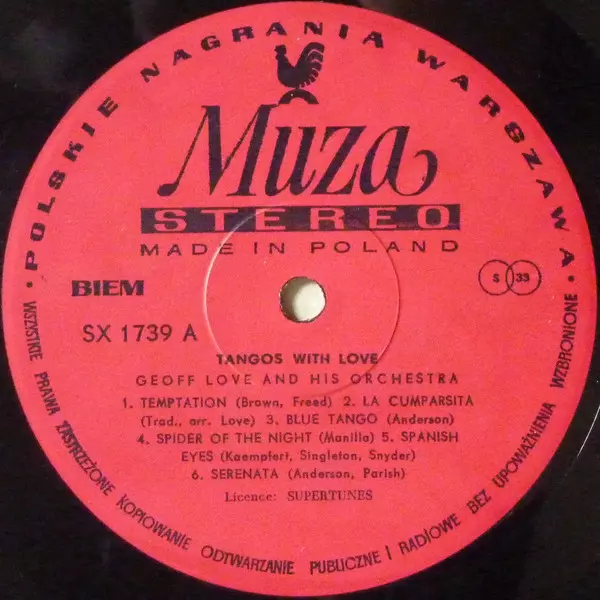 POLSKIE NAGRANIA WARSZAWA
Muza
STEREO
MADE IN POLAND
BIEM
S 33
SX 1739 A
TANGOS WITH LOVE
GEOFF LOVE AND HIS ORCHESTRA
1. TEMPTATION (Brown, Freed) 2. LA CUMPARSITA
(Trad., arr. Love) 3. BLUE TANGO (Anderson)
4. SPIDER OF THE NIGHT (Manilla) 5. SPANISH
EYES (Kaempfert, Singleton, Snyder)
6. SERENATA (Anderson, Parish)
Licence: SUPERTUNES
WSZYSTKIE PRAWA ZASTRZEŻONE KOPIOWANIE ODTWARZANIE PUBLICZNE I RADIOWE BEZ UPOWAŻNIENIA WZBRONIONE